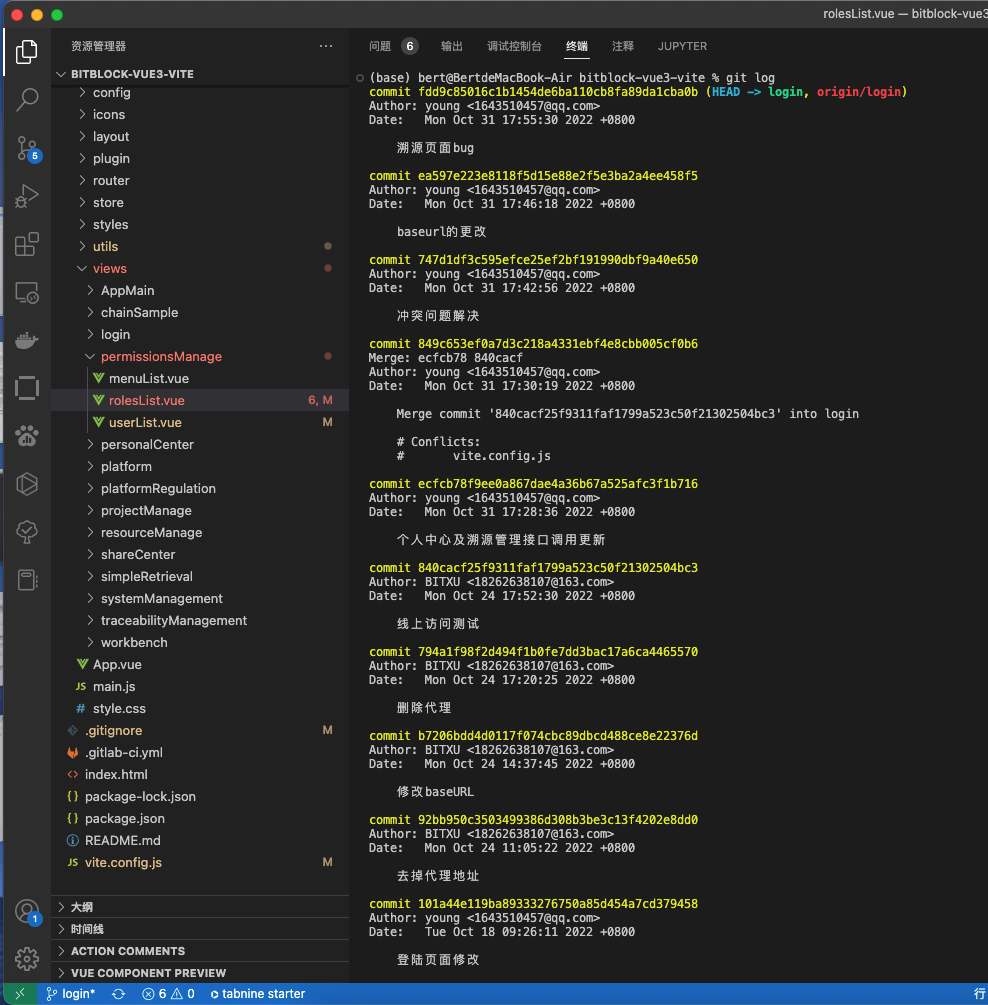 rolesList.vue — bitblock-vue3
资源管理器
BITBLOCK-VUE3-VITE
config
icons
layout
plugin
router
store
styles
utils
views
AppMain
chainSample
login
permissionsManage
menuList.vue
rolesList.vue 6, M
userList.vue M
personalCenter
platform
platformRegulation
projectManage
resourceManage
shareCenter
simpleRetrieval
systemManagement
traceabilityManagement
workbench
App.vue
JS main.js
# style.css
.gitignore M
.gitlab-ci.yml
<> index.html
{} package-lock.json
{} package.json
README.md
JS vite.config.js M
大纲
时间线
ACTION COMMENTS
VUE COMPONENT PREVIEW
5
1
问题 6 输出 调试控制台 终端 注释 JUPYTER
(base) bert@BertdeMacBook-Air bitblock-vue3-vite % git log
commit fdd9c85016c1b1454de6ba110cb8fa89da1cba0b (HEAD -> login, origin/login)
Author: young <1643510457@qq.com>
Date:   Mon Oct 31 17:55:30 2022 +0800
溯源页面bug
commit ea597e223e8118f5d15e88e2f5e3ba2a4ee458f5
Author: young <1643510457@qq.com>
Date:   Mon Oct 31 17:46:18 2022 +0800
baseurl的更改
commit 747d1df3c595efce25ef2bf191990dbf9a40e650
Author: young <1643510457@qq.com>
Date:   Mon Oct 31 17:42:56 2022 +0800
冲突问题解决
commit 849c653ef0a7d3c218a4331ebf4e8cbb005cf0b6
Merge: ecfcb78 840cacf
Author: young <1643510457@qq.com>
Date:   Mon Oct 31 17:30:19 2022 +0800
Merge commit '840cacf25f9311faf1799a523c50f21302504bc3' into login
# Conflicts:
#       vite.config.js
commit ecfcb78f9ee0a867dae4a36b67a525afc3f1b716
Author: young <1643510457@qq.com>
Date:   Mon Oct 31 17:28:36 2022 +0800
个人中心及溯源管理接口调用更新
commit 840cacf25f9311faf1799a523c50f21302504bc3
Author: BITXU <18262638107@163.com>
Date:   Mon Oct 24 17:52:30 2022 +0800
线上访问测试
commit 794a1f98f2d494f1b0fe7dd3bac17a6ca4465570
Author: BITXU <18262638107@163.com>
Date:   Mon Oct 24 17:20:25 2022 +0800
删除代理
commit b7206bdd4d0117f074cbc89dbcd488ce8e22376d
Author: BITXU <18262638107@163.com>
Date:   Mon Oct 24 14:37:45 2022 +0800
修改baseURL
commit 92bb950c3503499386d308b3be3c13f4202e8dd0
Author: BITXU <18262638107@163.com>
Date:   Mon Oct 24 11:05:22 2022 +0800
去掉代理地址
commit 101a44e119ba89333276750a85d454a7cd379458
Author: young <1643510457@qq.com>
Date:   Tue Oct 18 09:26:11 2022 +0800
登陆页面修改
login* 6 0 tabnine starter 行